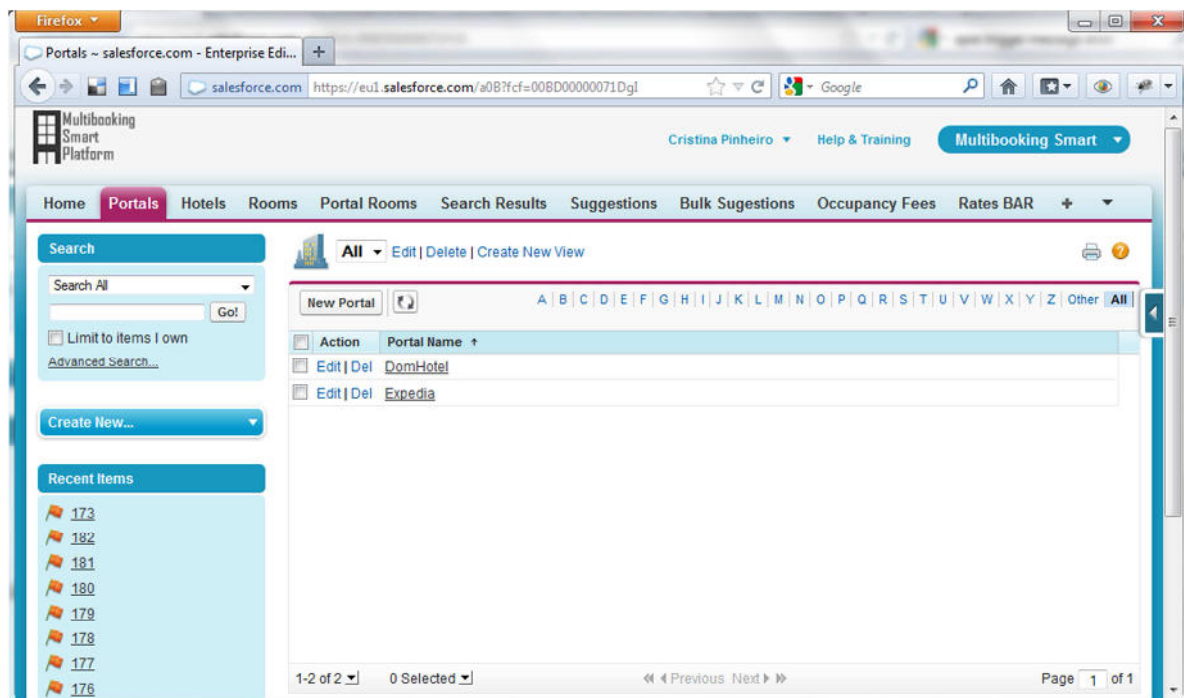 Firefox
Portals ~ salesforce.com - Enterprise Edi...
salesforce.com https://eu1.salesforce.com/a0B?fcf=00BD00000071DgI
Google
Multibooking
Smart
Platform
Cristina Pinheiro Help & Training Multibooking Smart
Home Portals Hotels Rooms Portal Rooms Search Results Suggestions Bulk Sugestions Occupancy Fees Rates BAR +
Search
Search All
Go!
Limit to items I own
Advanced Search...
Create New...
Recent Items
173
182
181
180
179
178
177
176
All Edit | Delete | Create New View
New Portal A | B | C | D | E | F | G | H | I | J | K | L | M | N | O | P | Q | R | S | T | U | V | W | X | Y | Z | Other | All
Action Portal Name
Edit | Del DomHotel
Edit | Del Expedia
1-2 of 2 0 Selected Previous Next Page 1 of 1